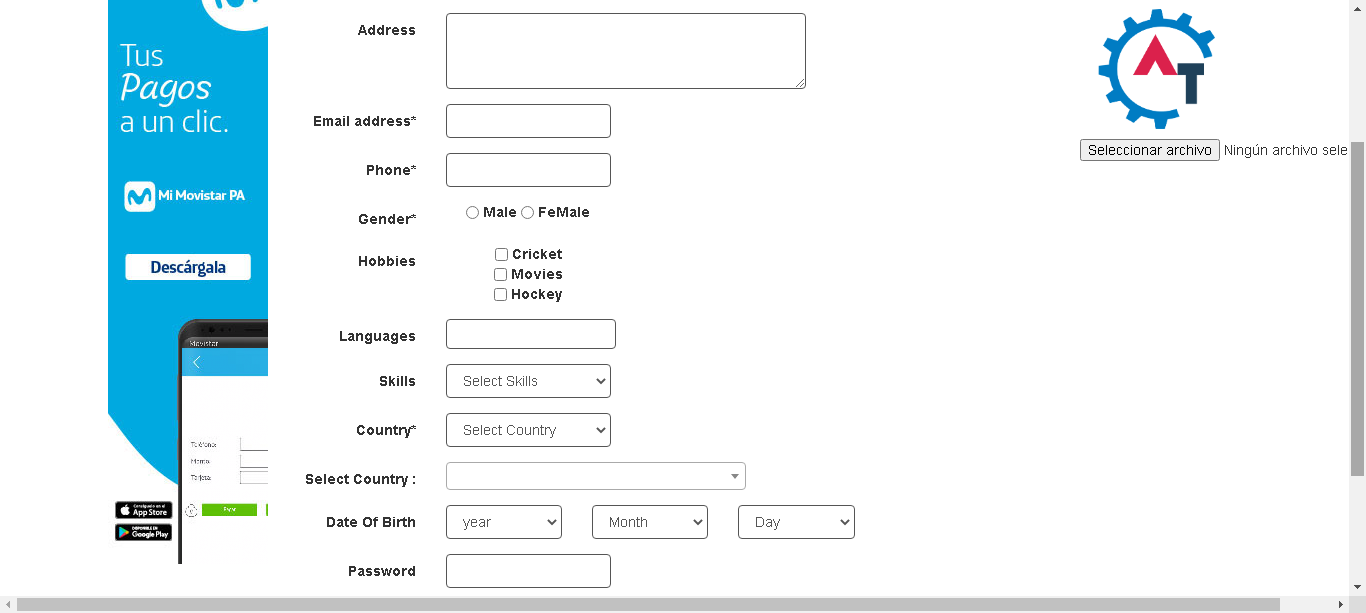 Tus
Pagos
a un clic.
Mi Movistar PA
Descárgala
Movistar
Teléfono:
Monto:
Tarjeta:
Pagar
App Store
Google Play
Address
Email address*
Phone*
Gender*
Male FeMale
Hobbies
Cricket
Movies
Hockey
Languages
Skills
Select Skills
Country*
Select Country
Select Country :
Date Of Birth
year Month Day
Password
AT
Seleccionar archivo Ningún archivo sele